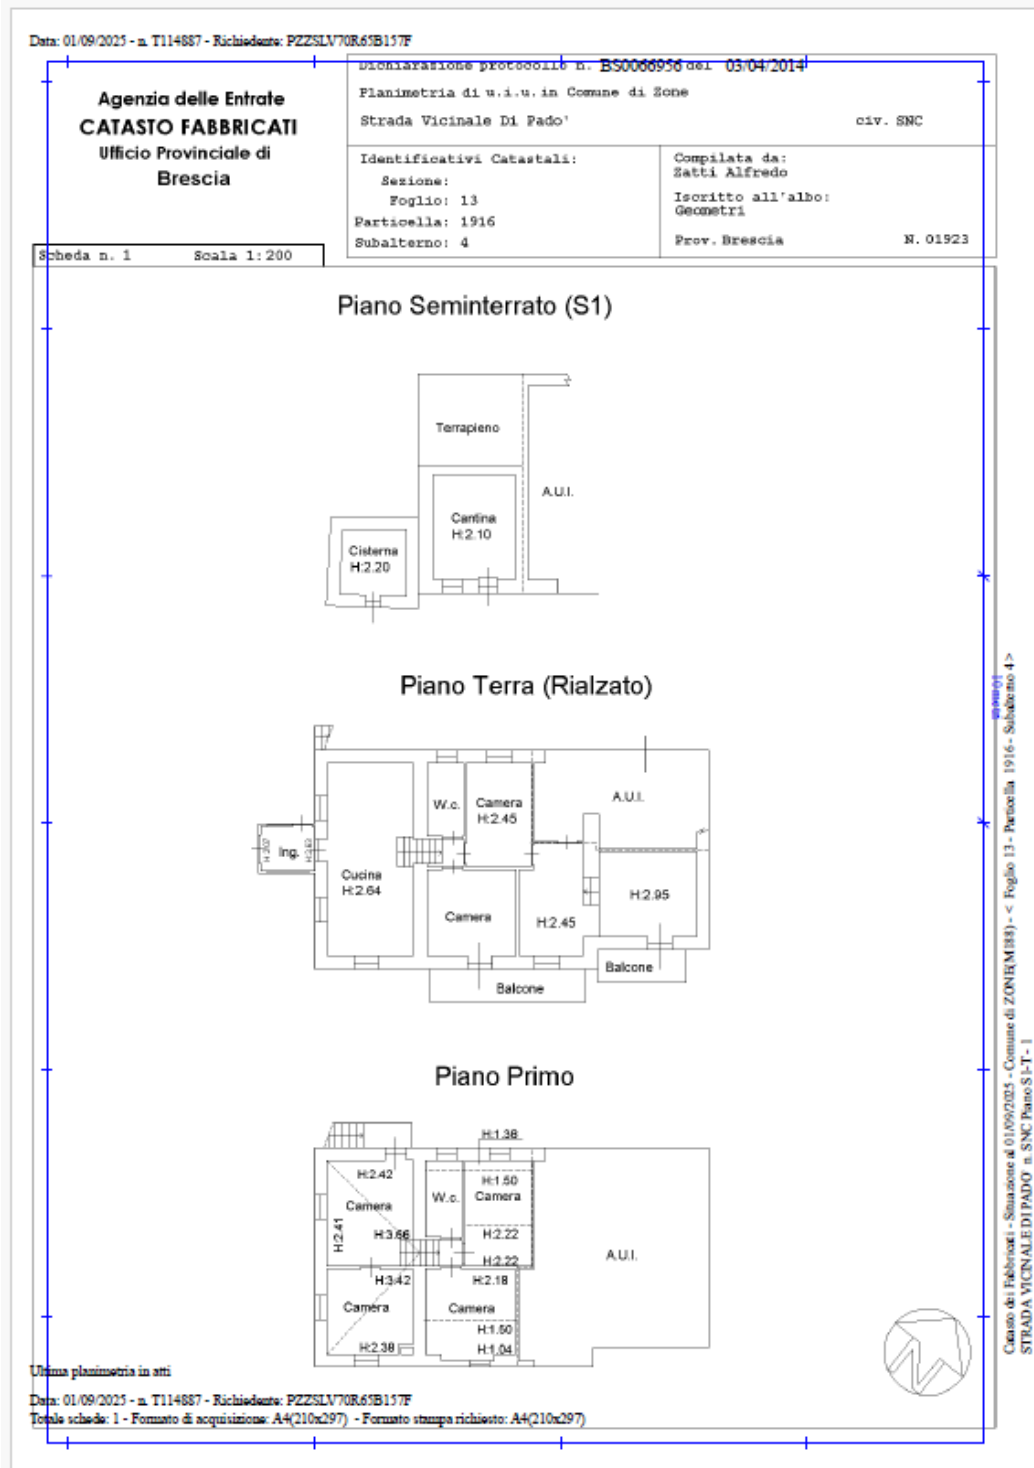 Data: 01/09/2025 - n. T114887 - Richiedente: PZZSLV70R65B157F
Dichiarazione protocollo n. BS0066956 del 03/04/2014
Agenzia delle Entrate
CATASTO FABBRICATI
Ufficio Provinciale di
Brescia
Planimetria di u.i.u. in Comune di Zone
Strada Vicinale Di Pado' civ. SNC
Identificativi Catastali:
Sezione:
Foglio: 13
Particella: 1916
Subalterno: 4
Compilata da:
Zatti Alfredo
Iscritto all'albo:
Geometri
Prov. Brescia N. 01923
Scheda n. 1 Scala 1:200
Piano Seminterrato (S1)
Terrapieno
A.U.I.
Cantina
H:2.10
Cisterna
H:2.20
Piano Terra (Rialzato)
A.U.I.
W.c.
Camera
H:2.45
Ing.
Cucina
H:2.64
H:2.95
Camera
H:2.45
Balcone
Balcone
Piano Primo
H:1.38
H:2.42
H:1.50
Camera
W.c.
Camera
H:2.41
H:3.66
H:2.22
H:2.22
A.U.I.
H:3.42
H:2.18
Camera
Camera
H:1.50
H:2.38
H:1.04
Ultima planimetria in atti
Data: 01/09/2025 - n. T114887 - Richiedente: PZZSLV70R65B157F
Totale schede: 1 - Formato di acquisizione: A4(210x297) - Formato stampa richiesto: A4(210x297)
10 metri
Catasto dei Fabbricati - Situazione al 01/09/2025 - Comune di ZONE(M188) - < Foglio 13 - Particella 1916 - Subalterno 4 >
STRADA VICINALE DI PADO' n. SNC Piano S1-T - 1